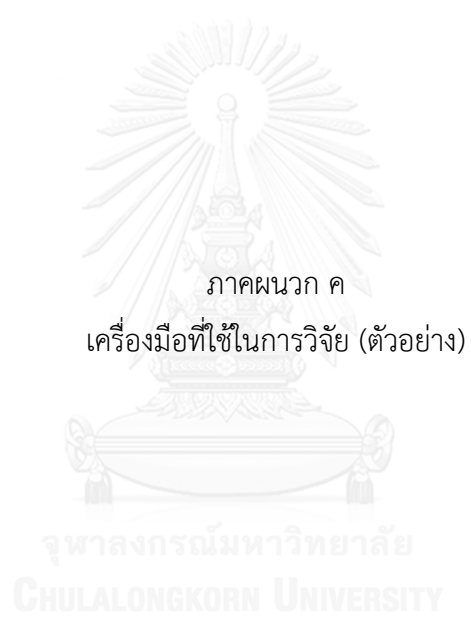 ภาคผนวก ค
เครื่องมือที่ใช้ในการวิจัย (ตัวอย่าง)
จุฬาลงกรณ์มหาวิทยาลัย
CHULALONGKORN UNIVERSITY